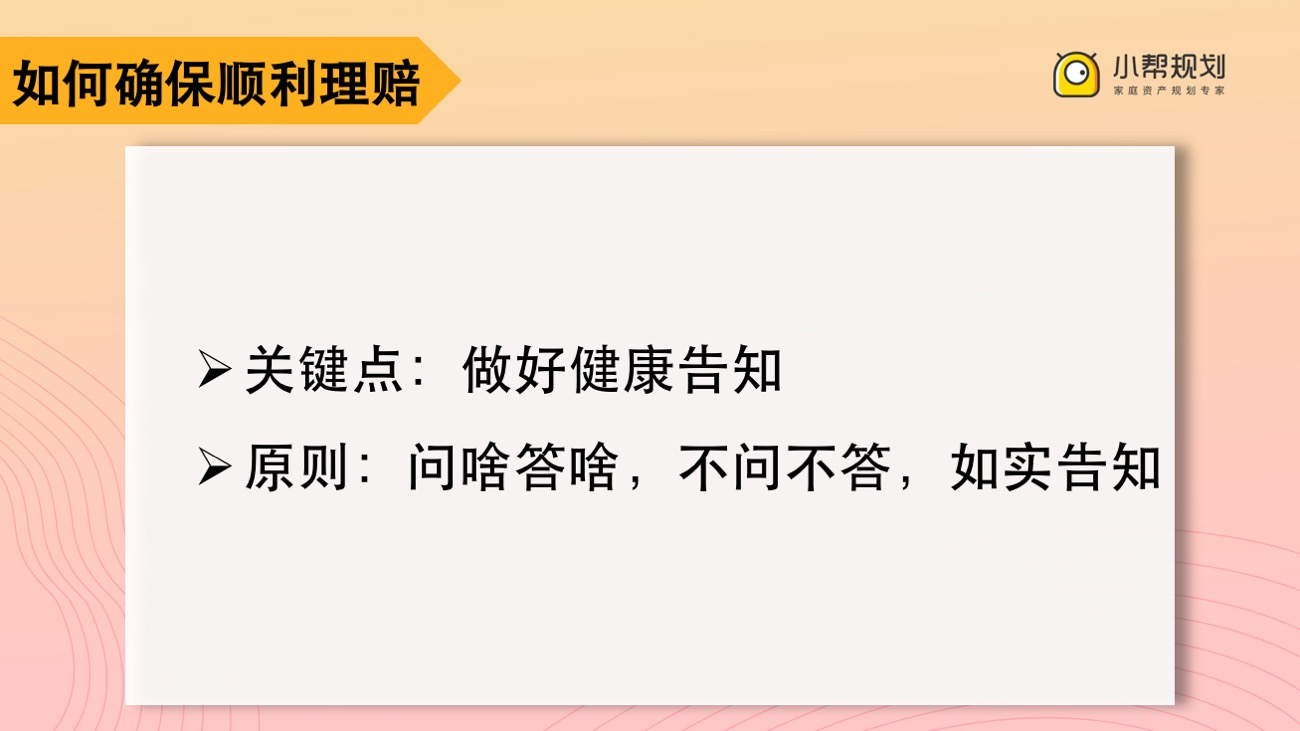 如何确保顺利理赔
小帮规划
家庭资产规划专家
➢关键点：做好健康告知
➢原则：问啥答啥，不问不答，如实告知